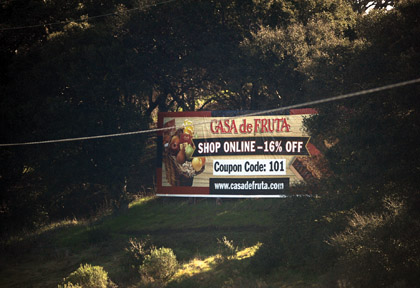 CASA de FRUTA
SHOP ONLINE-16% OFF
Coupon Code: 101
www.casadefruta.com